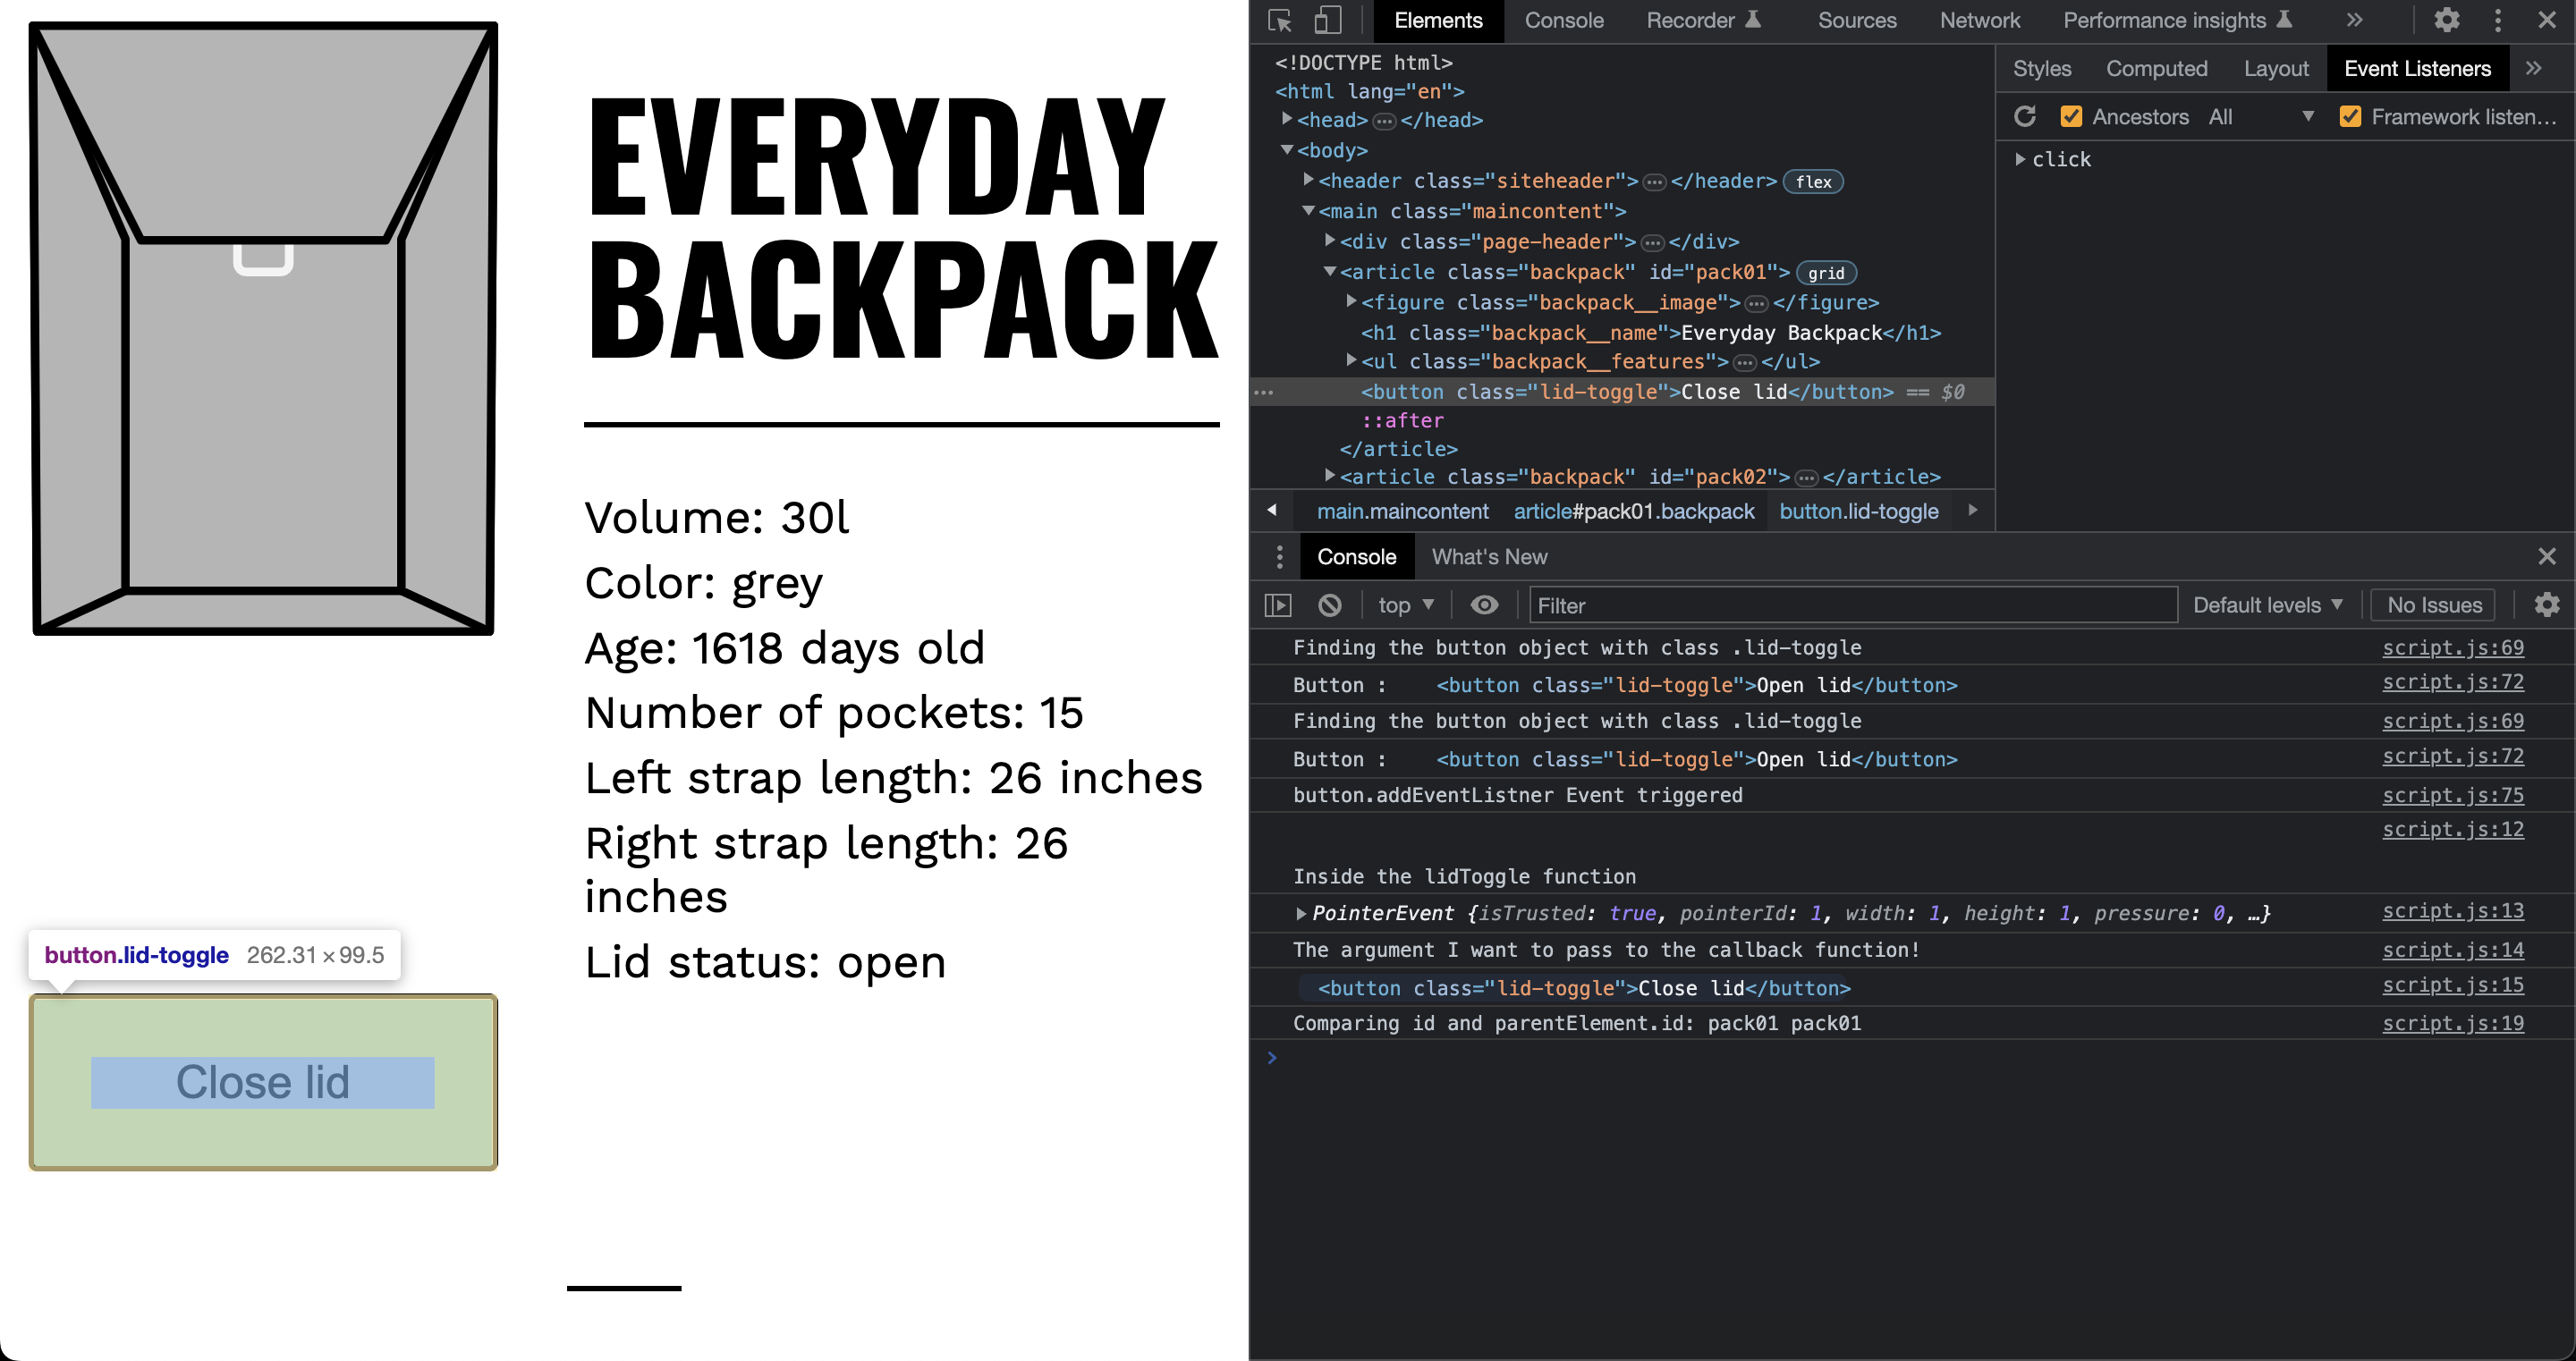 EVERYDAY
BACKPACK
Volume: 30l
Color: grey
Age: 1618 days old
Number of pockets: 15
Left strap length: 26 inches
Right strap length: 26
inches
Lid status: open
button.lid-toggle 262.31 × 99.5
Close lid
Elements Console Recorder Sources Network Performance insights
<!DOCTYPE html>
<html lang="en">
<head>…</head>
<body>
<header class="siteheader">…</header> flex
<main class="maincontent">
<div class="page-header">…</div>
<article class="backpack" id="pack01"> grid
<figure class="backpack__image">…</figure>
<h1 class="backpack__name">Everyday Backpack</h1>
<ul class="backpack__features">…</ul>
<button class="lid-toggle">Close lid</button> == $0
::after
</article>
<article class="backpack" id="pack02">…</article>
main.maincontent article#pack01.backpack button.lid-toggle
Styles Computed Layout Event Listeners
Ancestors All Framework listen…
click
Console What's New
top Filter Default levels No Issues
Finding the button object with class .lid-toggle script.js:69
Button : <button class="lid-toggle">Open lid</button> script.js:72
Finding the button object with class .lid-toggle script.js:69
Button : <button class="lid-toggle">Open lid</button> script.js:72
button.addEventListner Event triggered script.js:75
script.js:12
Inside the lidToggle function
PointerEvent {isTrusted: true, pointerId: 1, width: 1, height: 1, pressure: 0, …} script.js:13
The argument I want to pass to the callback function! script.js:14
<button class="lid-toggle">Close lid</button> script.js:15
Comparing id and parentElement.id: pack01 pack01 script.js:19